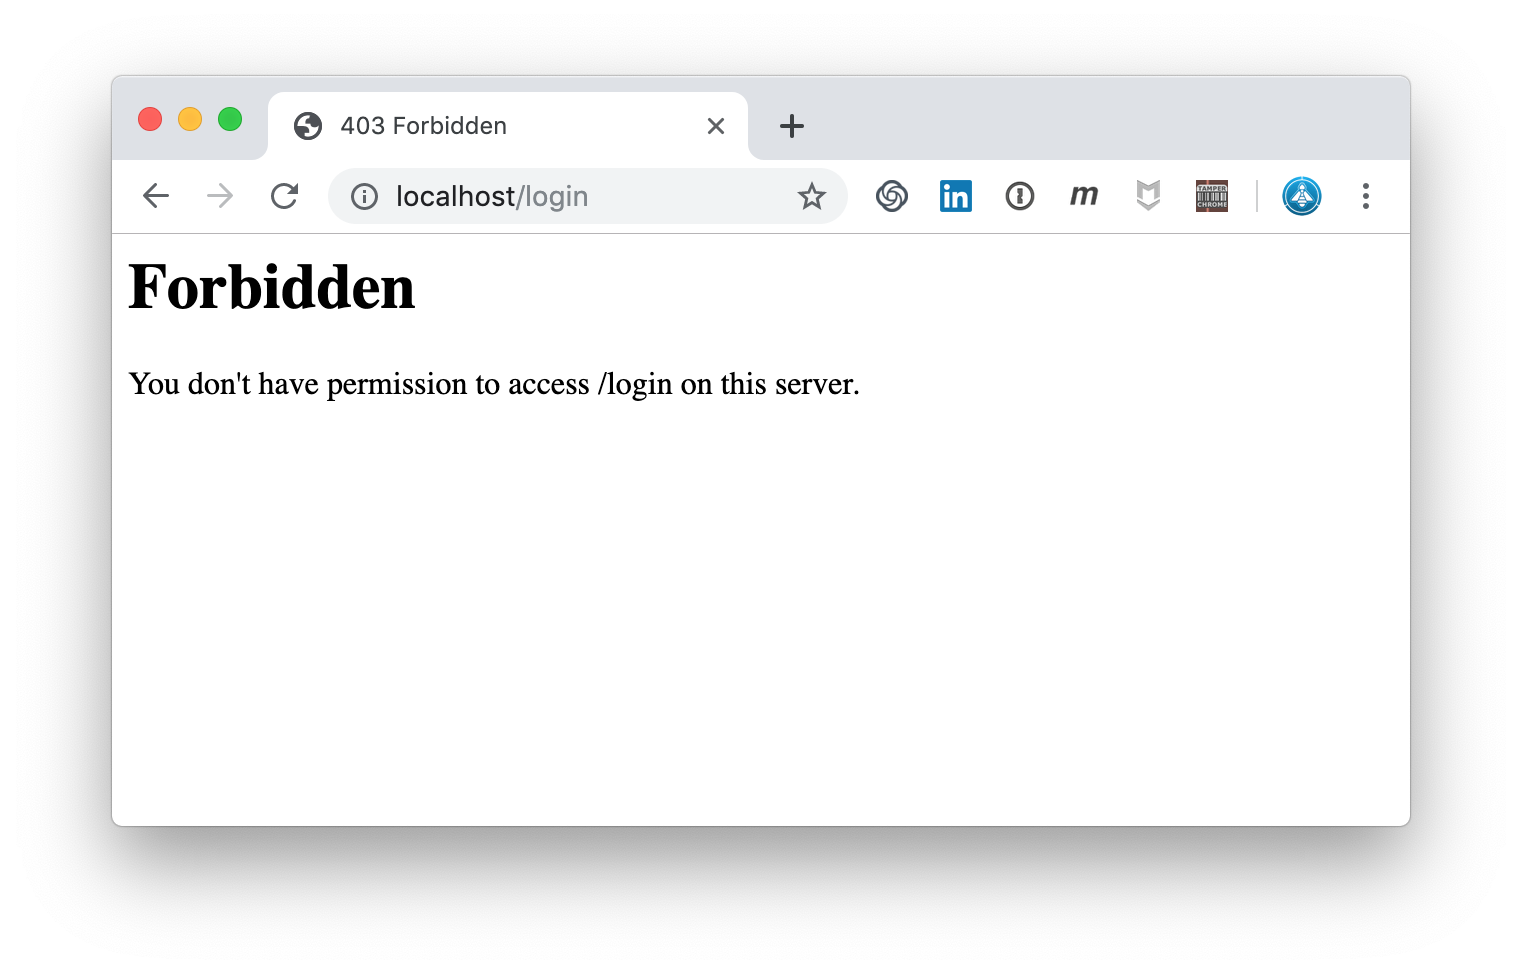 403 Forbidden
localhost/login
in
m
TAMPER
CHROME
Forbidden
You don't have permission to access /login on this server.